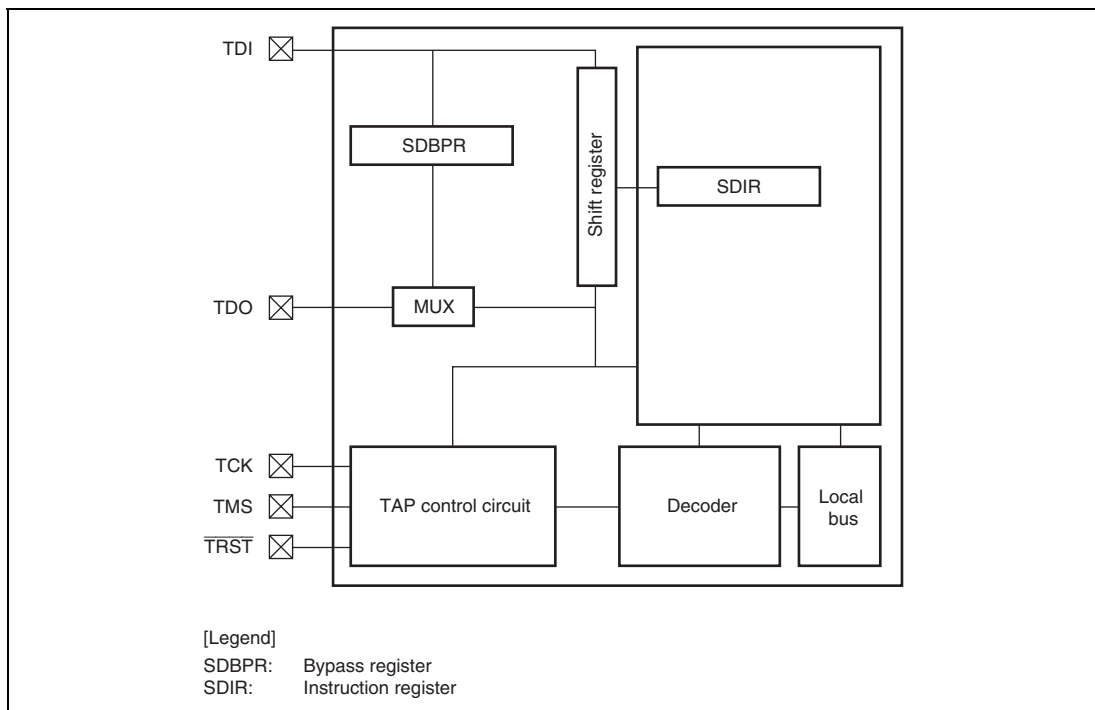 TDI
SDBPR
Shift register
SDIR
TDO
MUX
TCK
TMS
TRST
TAP control circuit
Decoder
Local
bus
[Legend]
SDBPR: Bypass register
SDIR: Instruction register